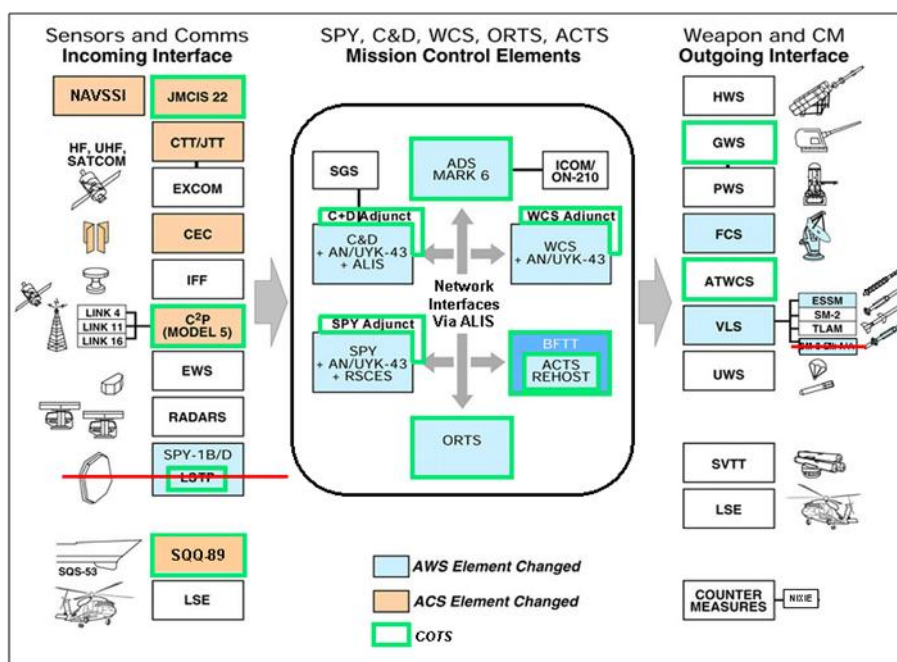 Sensors and Comms
Incoming Interface
SPY, C&D, WCS, ORTS, ACTS
Mission Control Elements
Weapon and CM
Outgoing Interface
NAVSSI
JMCIS 22
CTT/JTT
HF, UHF,
SATCOM
EXCOM
CEC
IFF
LINK 4
LINK 11
LINK 16
C²P
(MODEL 5)
EWS
RADARS
SPY-1B/D
LSTP
SQQ-89
SQS-53
LSE
SGS
ADS
MARK 6
ICOM/
ON-210
C+D Adjunct
C&D
+ AN/UYK-43
+ ALIS
WCS Adjunct
WCS
+ AN/UYK-43
Network
Interfaces
Via ALIS
SPY Adjunct
SPY
+ AN/UYK-43
+ RSCES
BFTT
ACTS
REHOST
ORTS
AWS Element Changed
ACS Element Changed
COTS
HWS
GWS
PWS
FCS
ATWCS
VLS
ESSM
SM-2
TLAM
UWS
SVTT
LSE
COUNTER
MEASURES
NIXIE